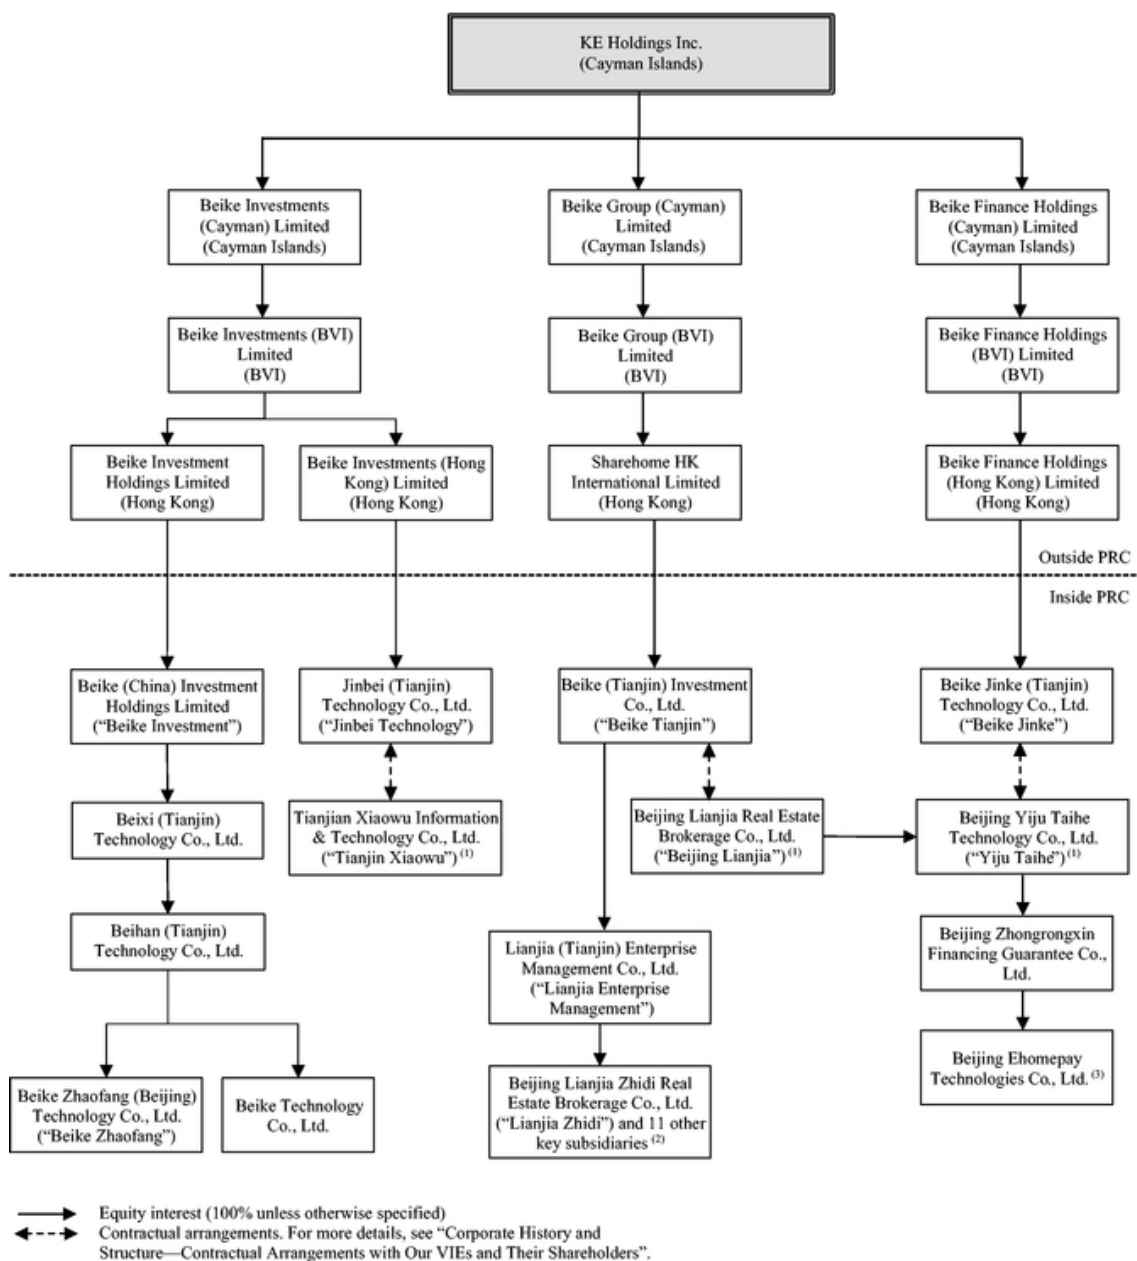 KE Holdings Inc.
(Cayman Islands)
Beike Investments
(Cayman) Limited
(Cayman Islands)
Beike Group (Cayman)
Limited
(Cayman Islands)
Beike Finance Holdings
(Cayman) Limited
(Cayman Islands)
Beike Investments (BVI)
Limited
(BVI)
Beike Group (BVI)
Limited
(BVI)
Beike Finance Holdings
(BVI) Limited
(BVI)
Beike Investment
Holdings Limited
(Hong Kong)
Beike Investments (Hong
Kong) Limited
(Hong Kong)
Sharehome HK
International Limited
(Hong Kong)
Beike Finance Holdings
(Hong Kong) Limited
(Hong Kong)
Outside PRC
Inside PRC
Beike (China) Investment
Holdings Limited
(“Beike Investment”)
Jinbei (Tianjin)
Technology Co., Ltd.
(“Jinbei Technology”)
Beike (Tianjin) Investment
Co., Ltd.
(“Beike Tianjin”)
Beike Jinke (Tianjin)
Technology Co., Ltd.
(“Beike Jinke”)
Beixi (Tianjin)
Technology Co., Ltd.
Tianjian Xiaowu Information
& Technology Co., Ltd.
(“Tianjin Xiaowu”) (1)
Beijing Lianjia Real Estate
Brokerage Co., Ltd.
(“Beijing Lianjia”) (1)
Beijing Yiju Taihe
Technology Co., Ltd.
(“Yiju Taihe”) (1)
Beihan (Tianjin)
Technology Co., Ltd.
Lianjia (Tianjin) Enterprise
Management Co., Ltd.
(“Lianjia Enterprise
Management”)
Beijing Zhongrongxin
Financing Guarantee Co.,
Ltd.
Beike Zhaofang (Beijing)
Technology Co., Ltd.
(“Beike Zhaofang”)
Beike Technology
Co., Ltd.
Beijing Lianjia Zhidi Real
Estate Brokerage Co., Ltd.
(“Lianjia Zhidi”) and 11 other
key subsidiaries (2)
Beijing Ehomepay
Technologies Co., Ltd. (3)
Equity interest (100% unless otherwise specified)
Contractual arrangements. For more details, see “Corporate History and
Structure—Contractual Arrangements with Our VIEs and Their Shareholders”.